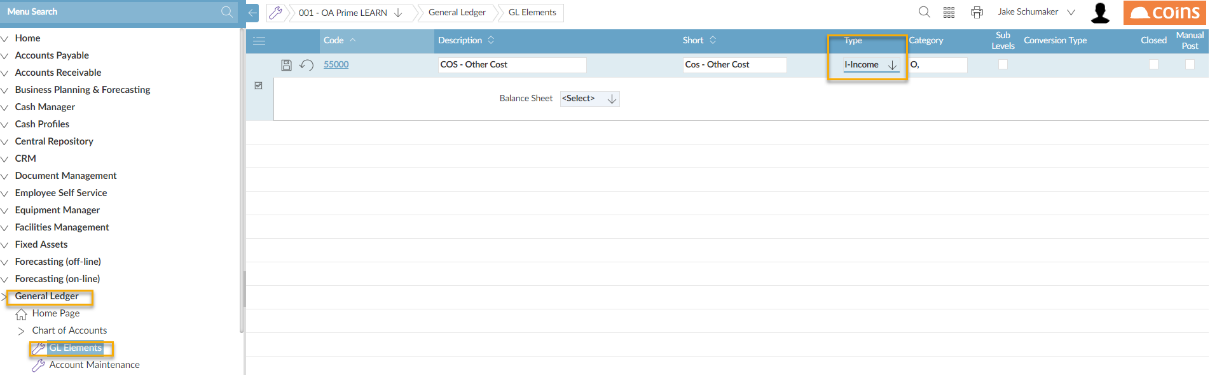 Menu Search
Home
Accounts Payable
Accounts Receivable
Business Planning & Forecasting
Cash Manager
Cash Profiles
Central Repository
CRM
Document Management
Employee Self Service
Equipment Manager
Facilities Management
Fixed Assets
Forecasting (off-line)
Forecasting (on-line)
General Ledger
Home Page
Chart of Accounts
GL Elements
Account Maintenance
001 - OA Prime LEARN General Ledger GL Elements Jake Schumaker coins
Code Description Short Type Category Sub Levels Conversion Type Closed Manual Post
55000 COS - Other Cost Cos - Other Cost I-Income O,
Balance Sheet <Select>